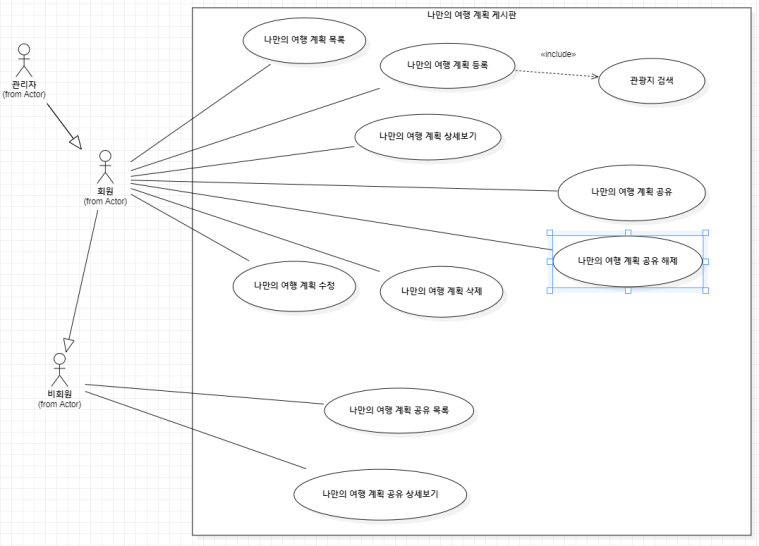 나만의 여행 계획 게시판
나만의 여행 계획 목록
«include»
나만의 여행 계획 등록
관광지 검색
관리자
(from Actor)
나만의 여행 계획 상세보기
회원
(from Actor)
나만의 여행 계획 공유
나만의 여행 계획 공유 해제
나만의 여행 계획 수정
나만의 여행 계획 삭제
비회원
(from Actor)
나만의 여행 계획 공유 목록
나만의 여행 계획 공유 상세보기